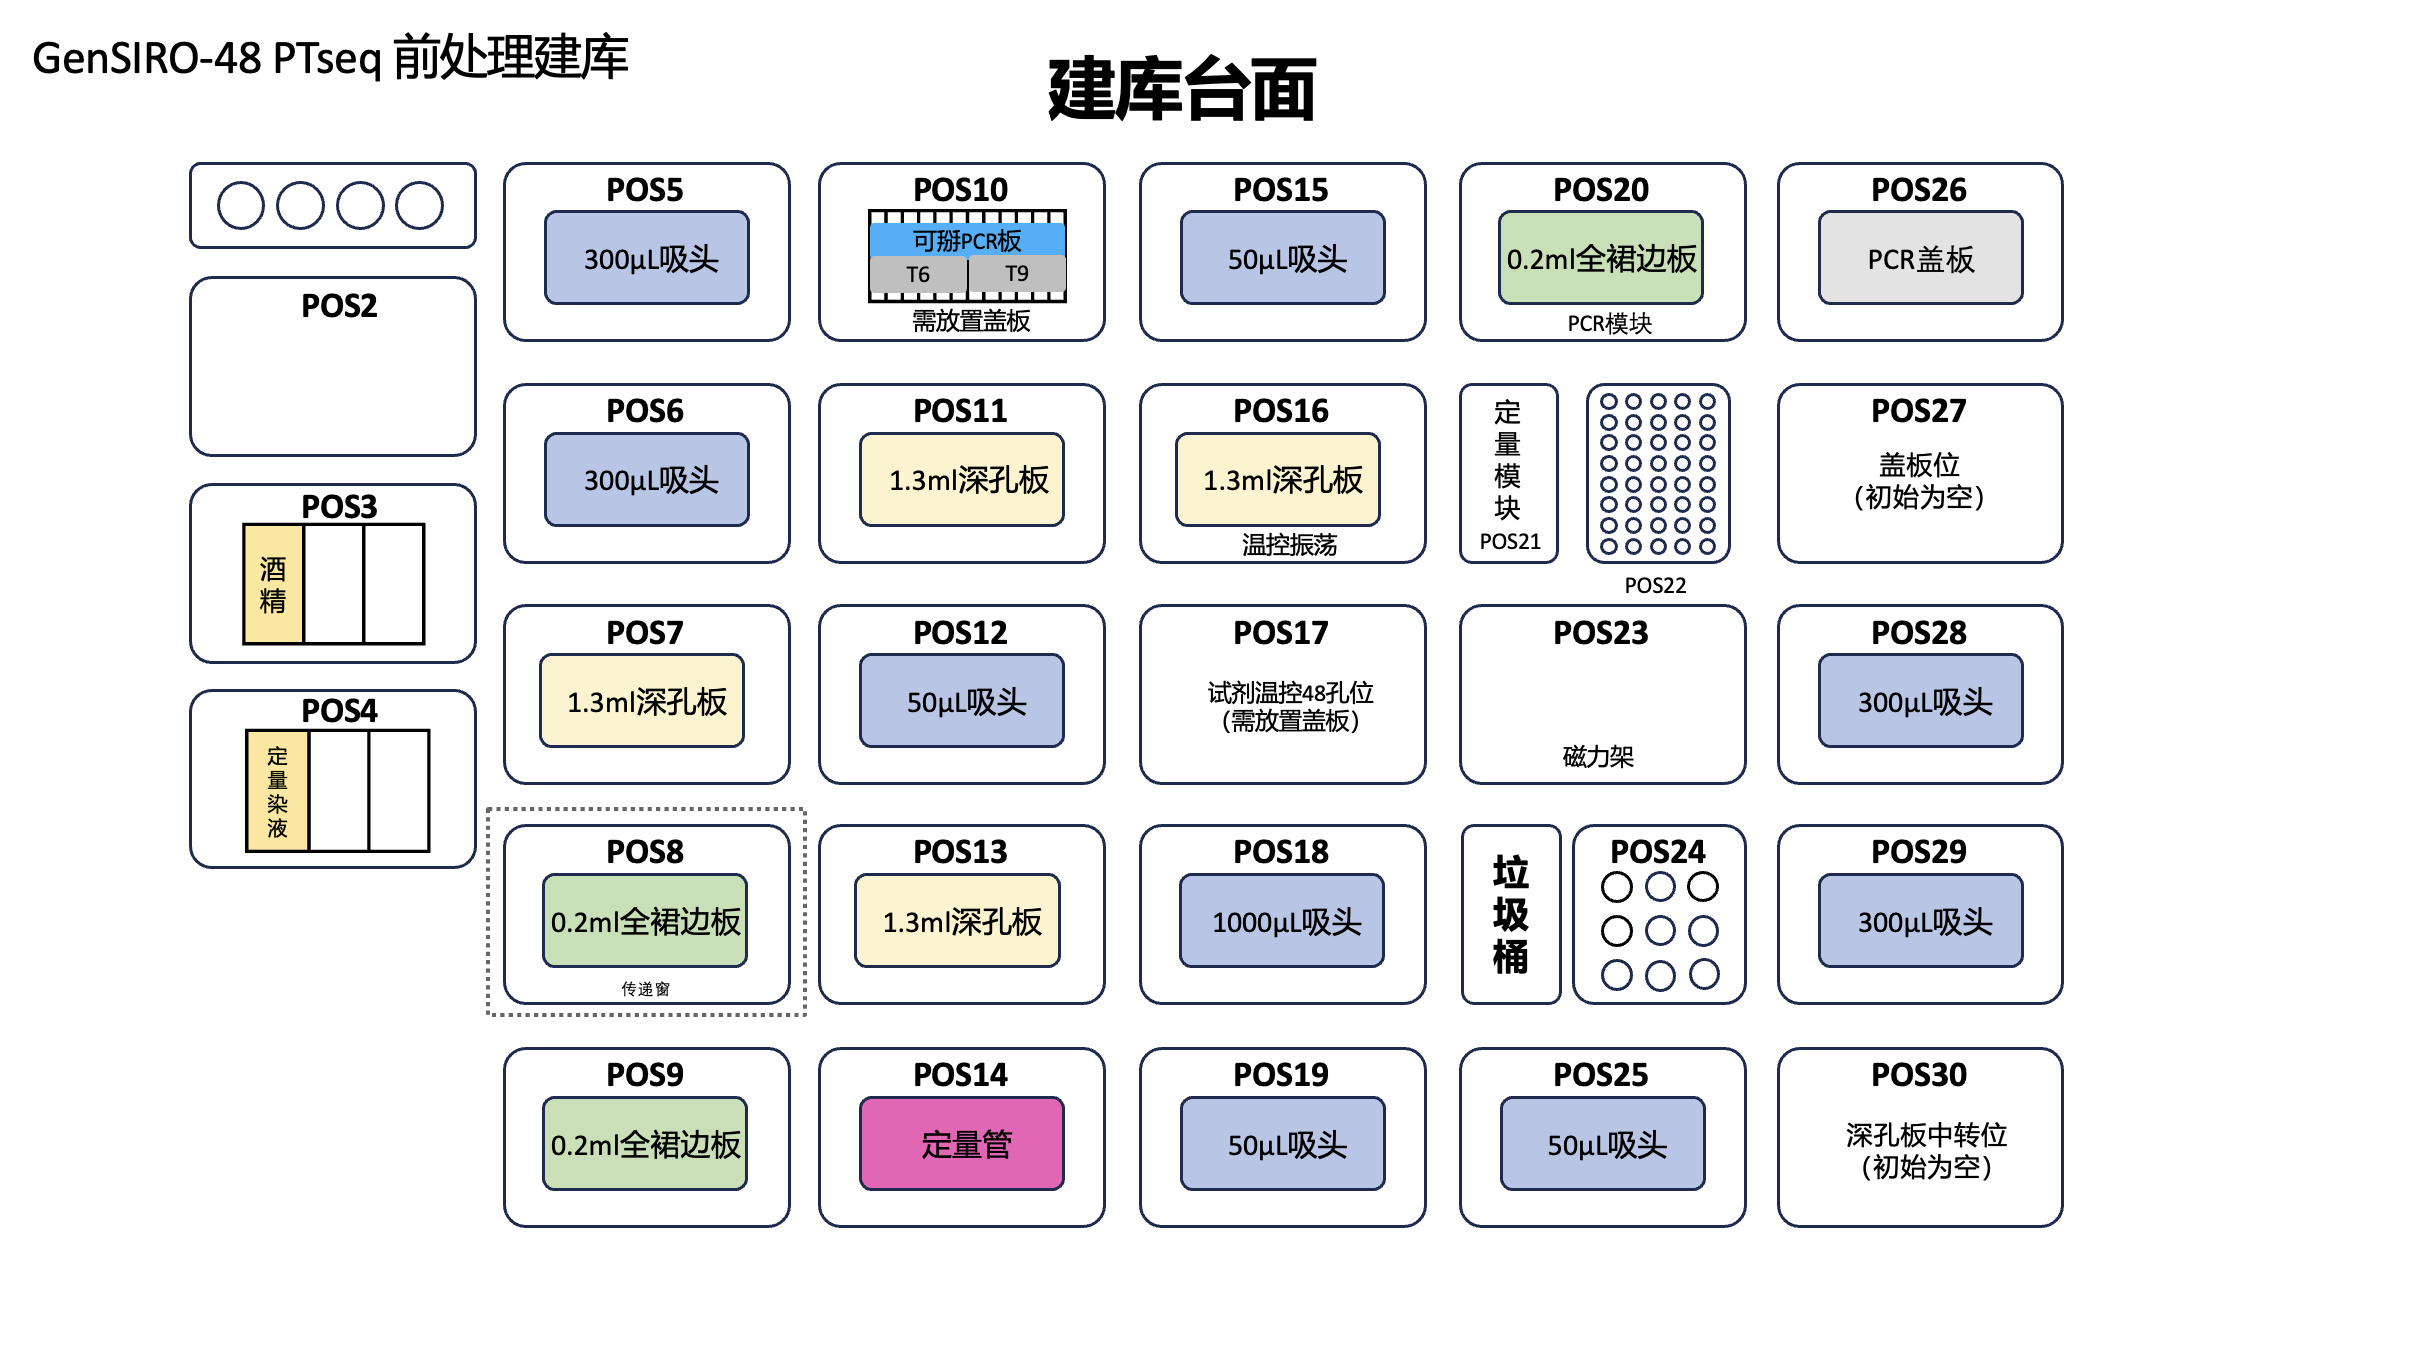 GenSIRO-48 PTseq 前处理建库
建库台面
POS2
POS3
酒
精
POS4
定
量
染
液
POS5
300μL吸头
POS6
300μL吸头
POS7
1.3ml深孔板
POS8
0.2ml全裙边板
传递窗
POS9
0.2ml全裙边板
POS10
可掰PCR板
T6
T9
需放置盖板
POS11
1.3ml深孔板
POS12
50μL吸头
POS13
1.3ml深孔板
POS14
定量管
POS15
50μL吸头
POS16
1.3ml深孔板
温控振荡
POS17
试剂温控48孔位
（需放置盖板）
POS18
1000μL吸头
POS19
50μL吸头
POS20
0.2ml全裙边板
PCR模块
定
量
模
块
POS21
POS22
POS23
磁力架
垃
圾
桶
POS24
POS25
50μL吸头
POS26
PCR盖板
POS27
盖板位
（初始为空）
POS28
300μL吸头
POS29
300μL吸头
POS30
深孔板中转位
（初始为空）